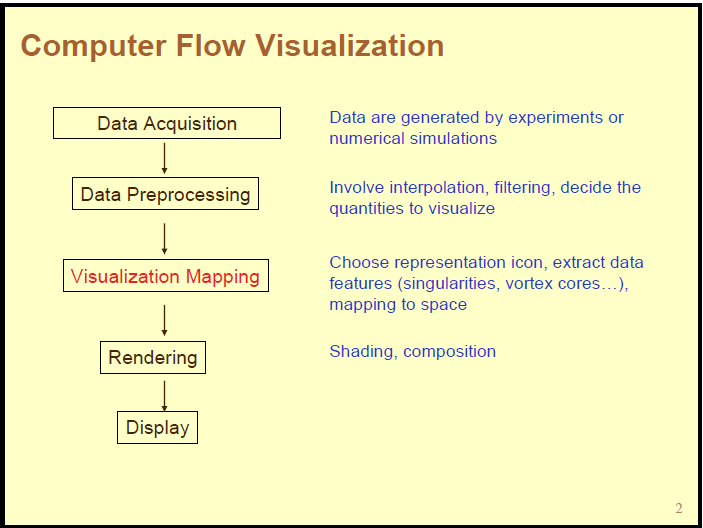 Computer Flow Visualization
Data Acquisition
Data are generated by experiments or
numerical simulations
Data Preprocessing
Involve interpolation, filtering, decide the
quantities to visualize
Visualization Mapping
Choose representation icon, extract data
features (singularities, vortex cores…),
mapping to space
Rendering
Shading, composition
Display
2